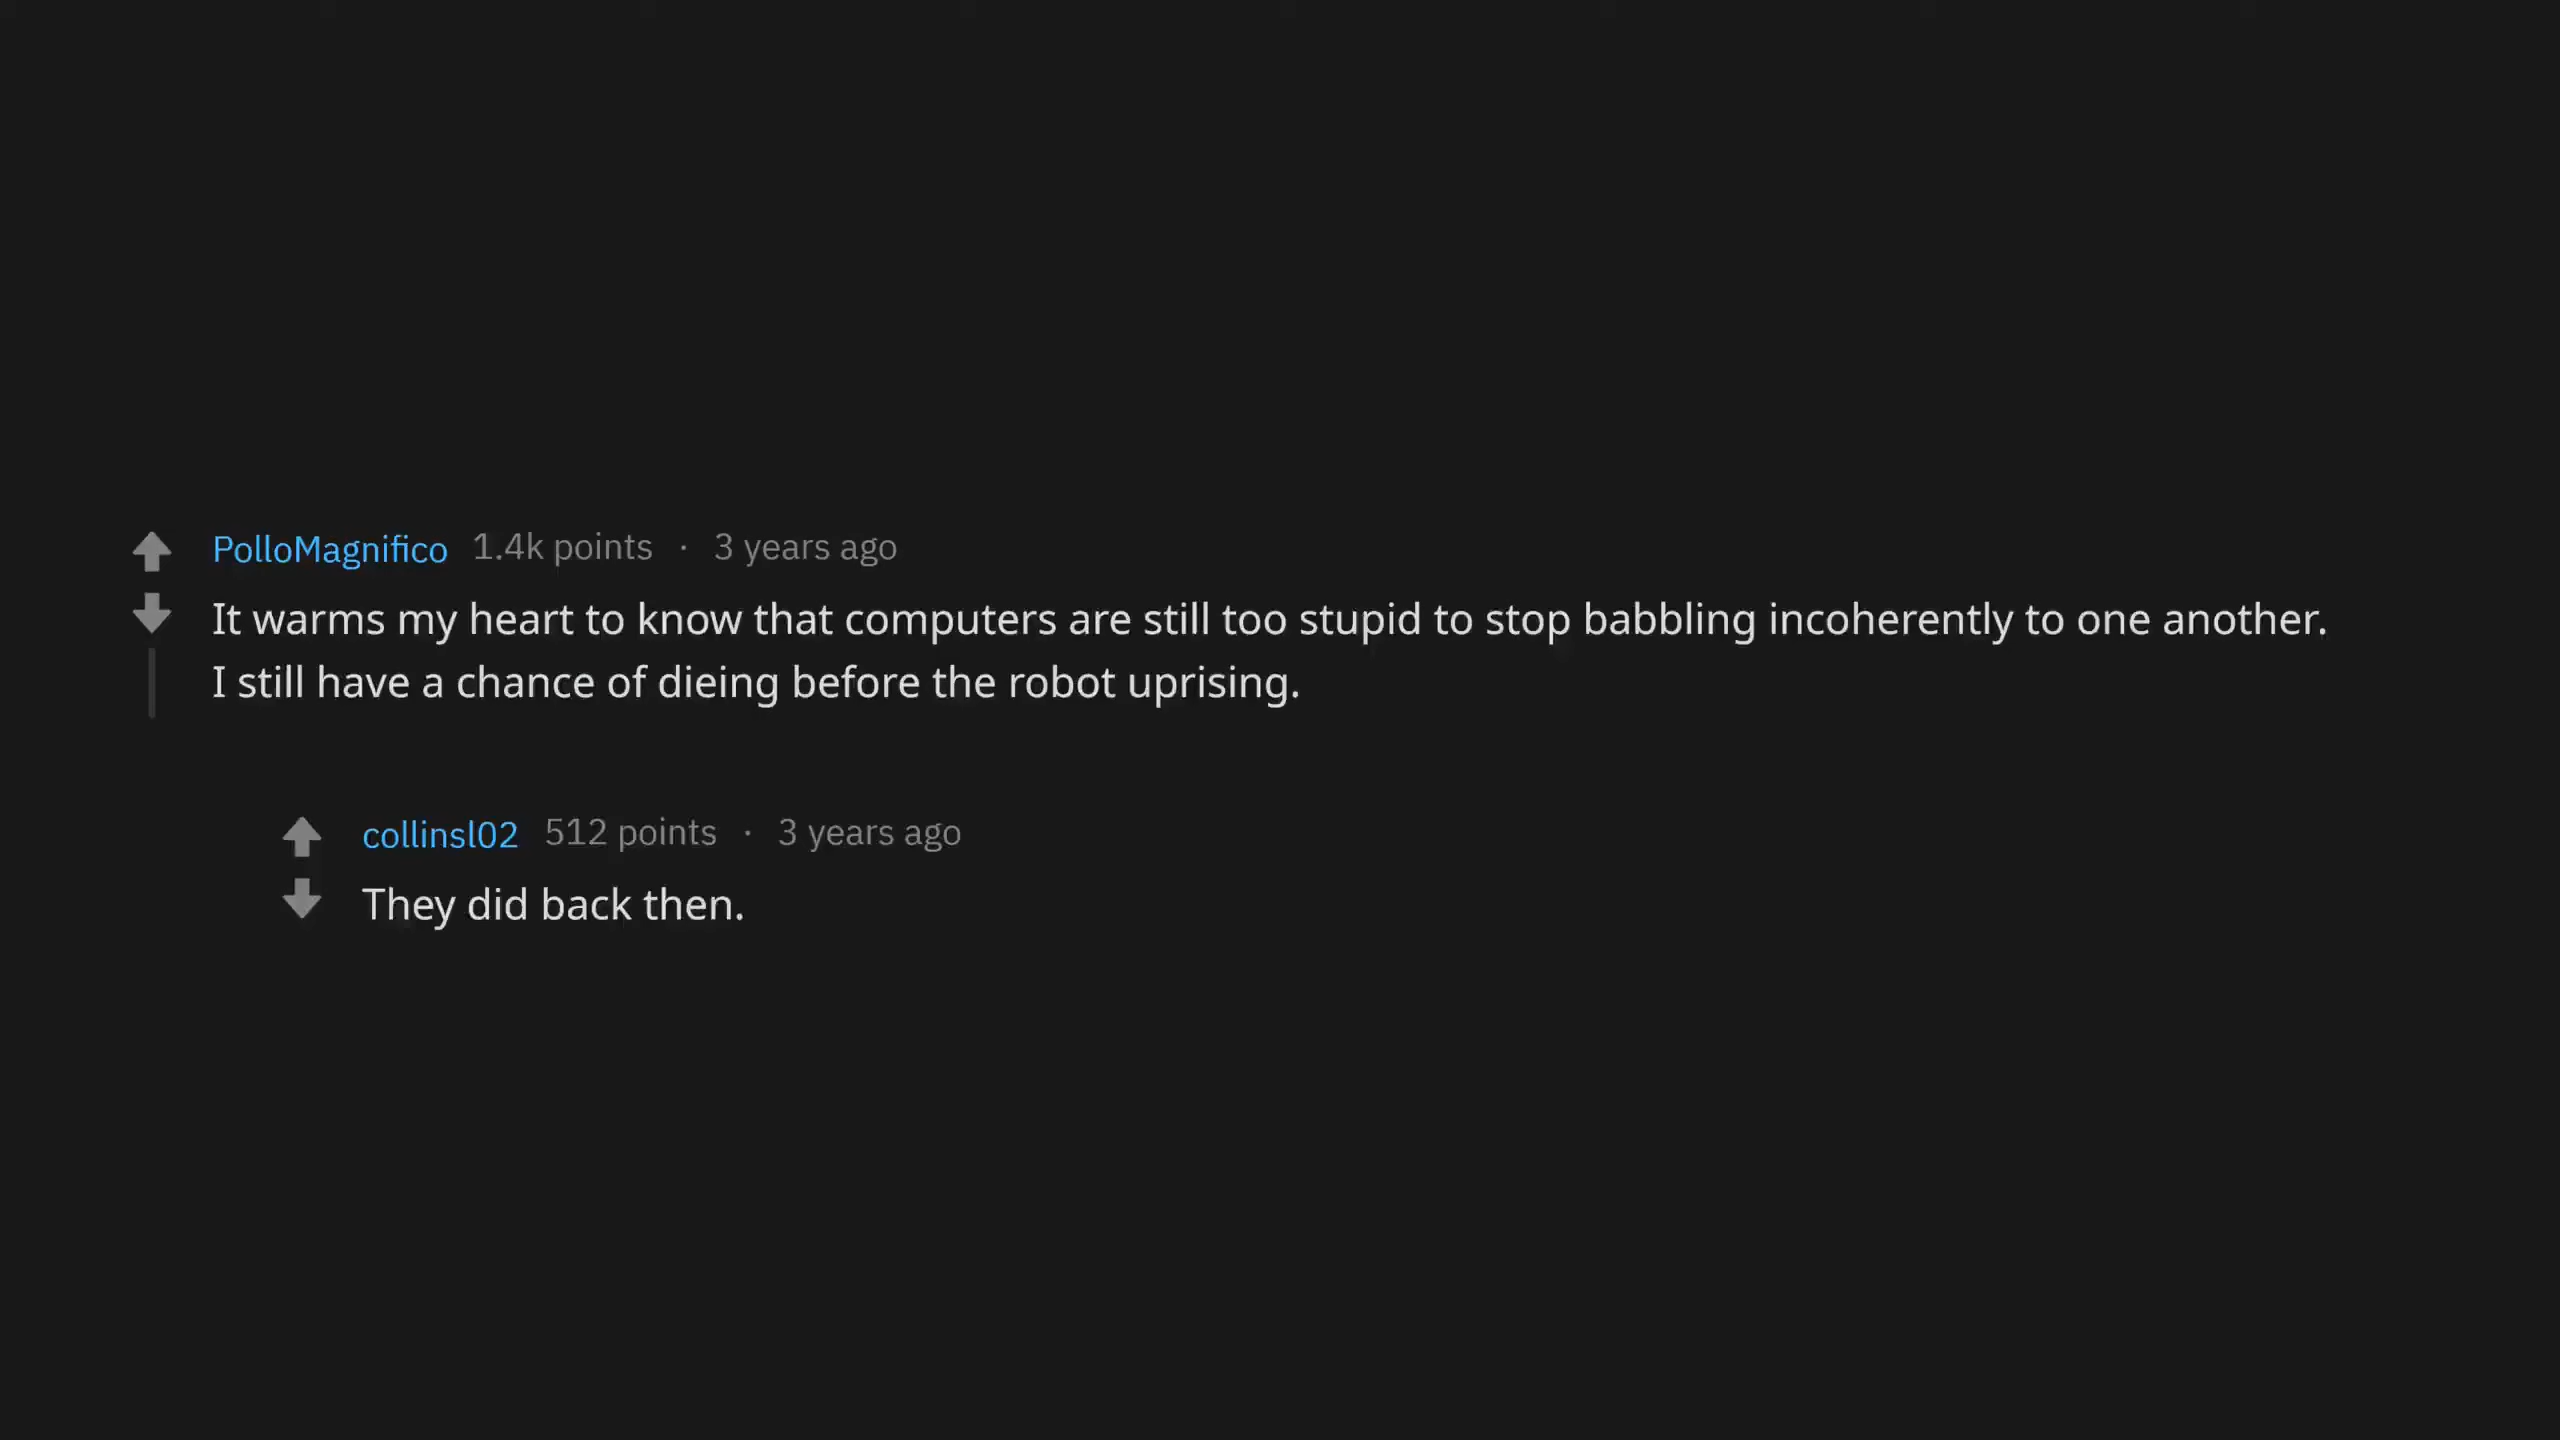 PolloMagnifico 1.4k points · 3 years ago
It warms my heart to know that computers are still too stupid to stop babbling incoherently to one another.
I still have a chance of dieing before the robot uprising.
collinsl02 512 points · 3 years ago
They did back then.